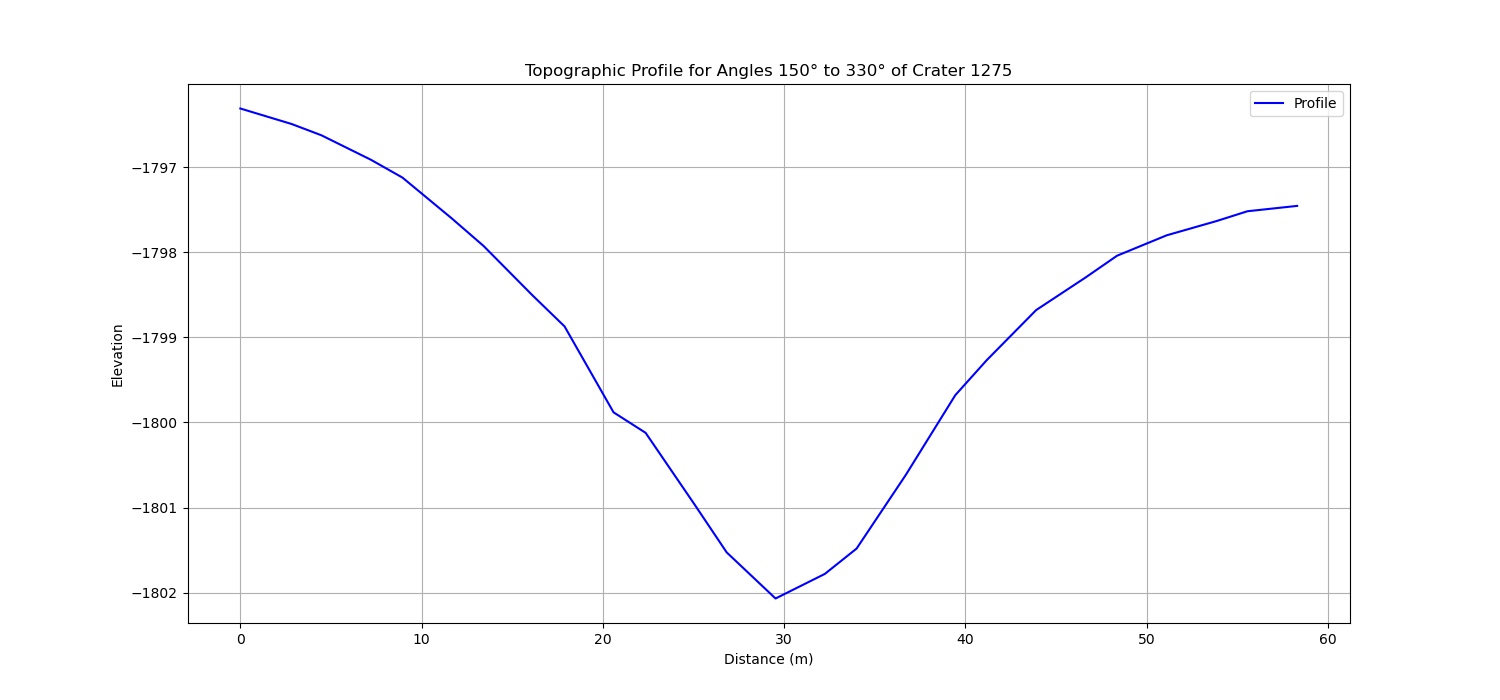 Topographic Profile for Angles 150° to 330° of Crater 1275
Profile
−1797
−1798
−1799
−1800
−1801
−1802
Elevation
0 10 20 30 40 50 60
Distance (m)